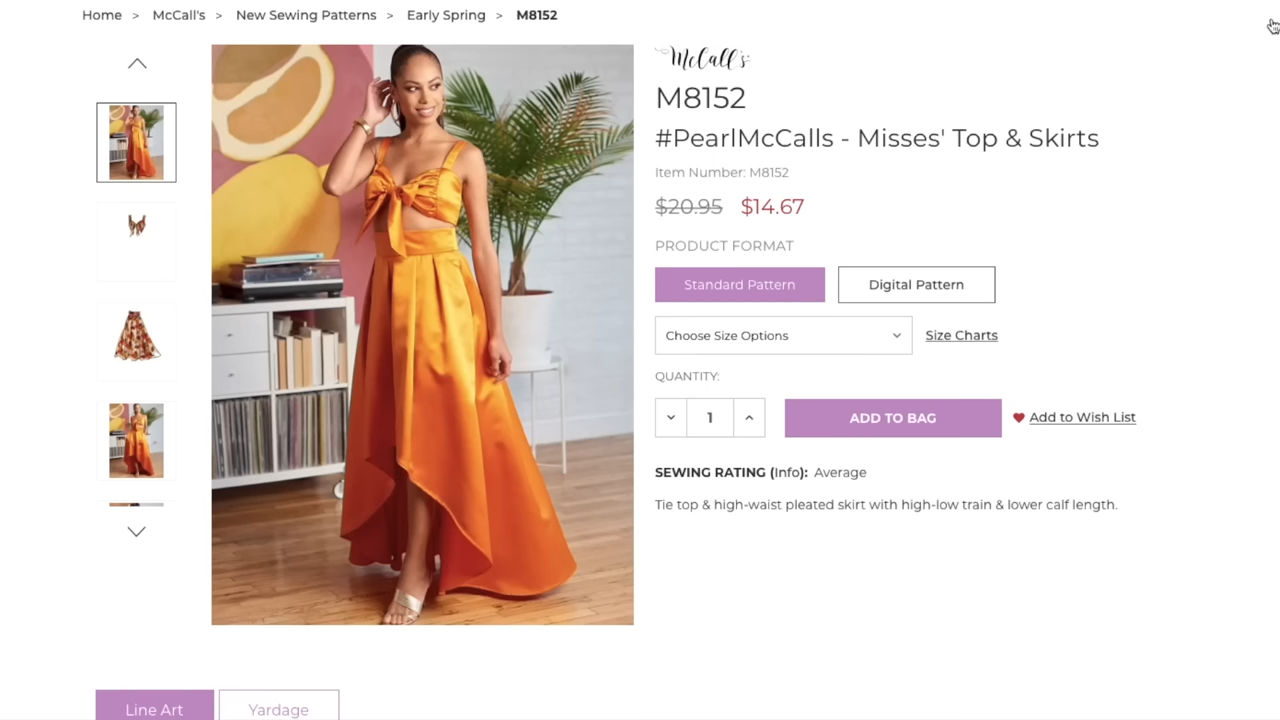 Home > McCall's > New Sewing Patterns > Early Spring > M8152
McCall's
M8152
#PearlMcCalls - Misses' Top & Skirts
Item Number: M8152
$20.95 $14.67
PRODUCT FORMAT
Standard Pattern Digital Pattern
Choose Size Options Size Charts
QUANTITY:
1 ADD TO BAG Add to Wish List
SEWING RATING (Info): Average
Tie top & high-waist pleated skirt with high-low train & lower calf length.
Line Art Yardage